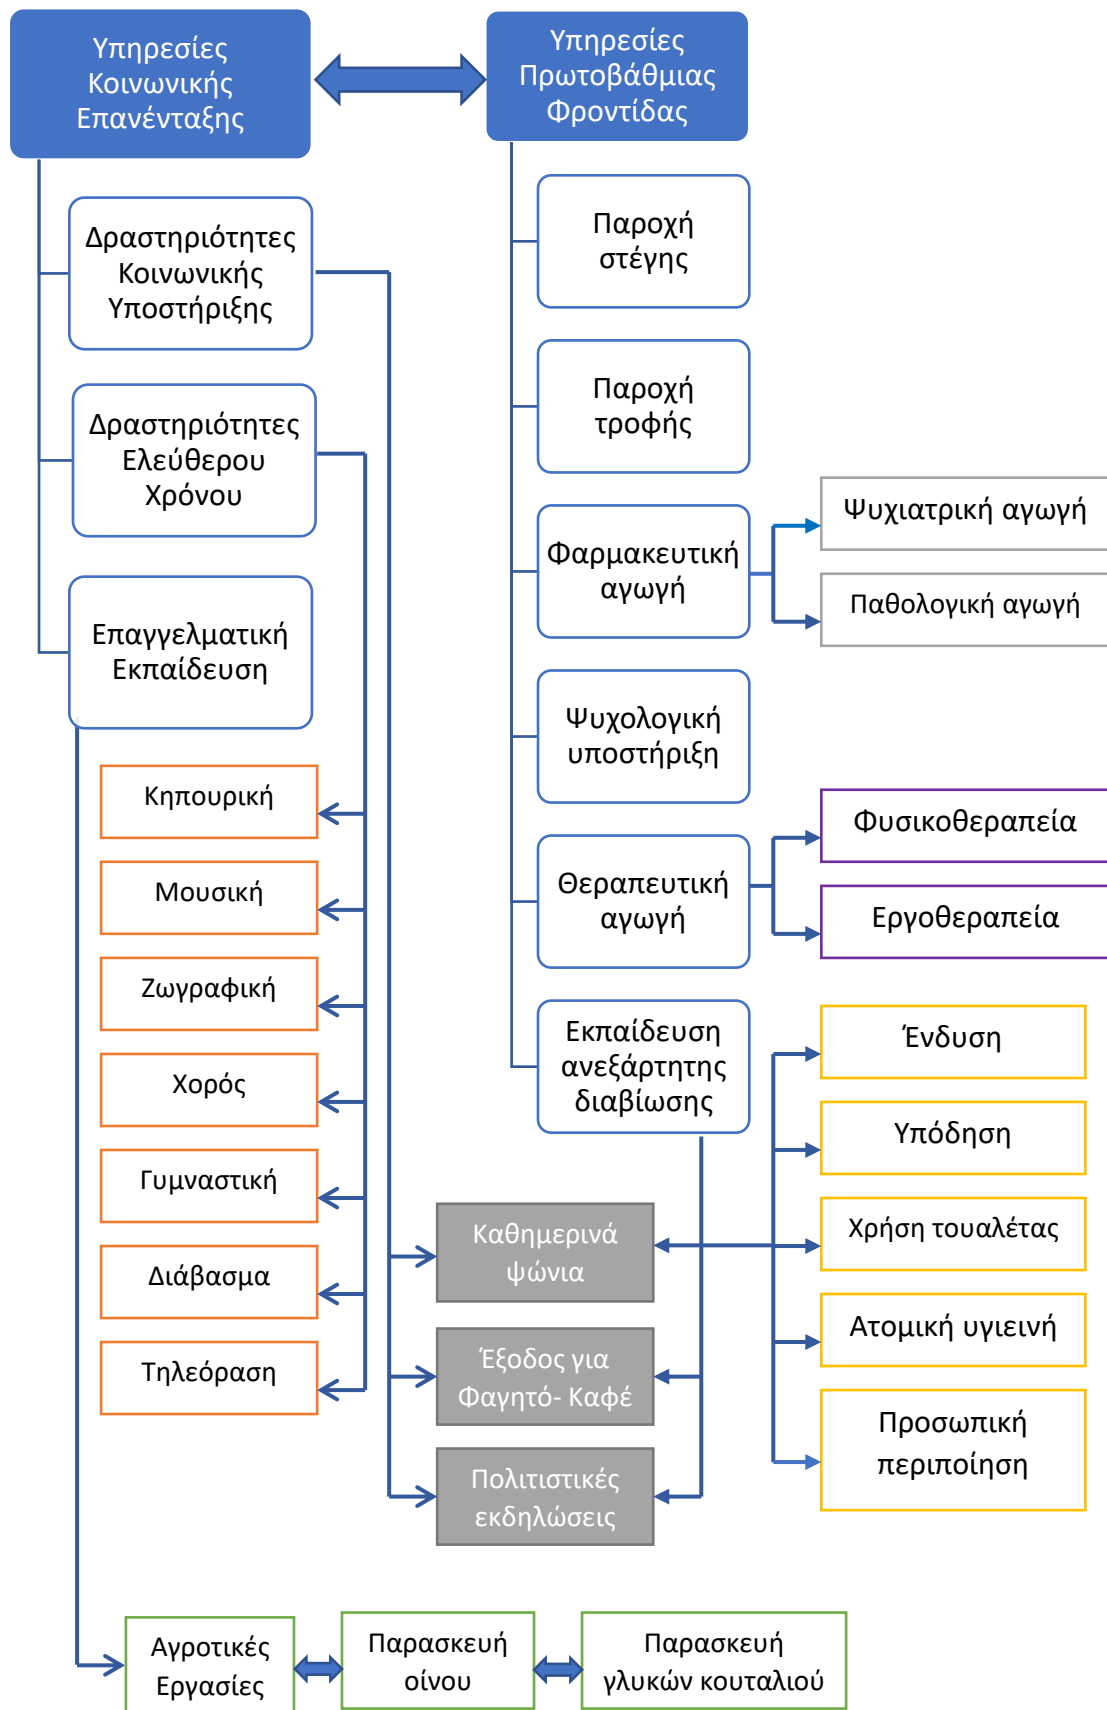 Υπηρεσίες
Κοινωνικής
Επανένταξης
Υπηρεσίες
Πρωτοβάθμιας
Φροντίδας
Δραστηριότητες
Κοινωνικής
Υποστήριξης
Δραστηριότητες
Ελεύθερου
Χρόνου
Επαγγελματική
Εκπαίδευση
Κηπουρική
Μουσική
Ζωγραφική
Χορός
Γυμναστική
Διάβασμα
Τηλεόραση
Παροχή
στέγης
Παροχή
τροφής
Φαρμακευτική
αγωγή
Ψυχολογική
υποστήριξη
Θεραπευτική
αγωγή
Εκπαίδευση
ανεξάρτητης
διαβίωσης
Ψυχιατρική αγωγή
Παθολογική αγωγή
Φυσικοθεραπεία
Εργοθεραπεία
Ένδυση
Υπόδηση
Χρήση τουαλέτας
Ατομική υγιεινή
Προσωπική
περιποίηση
Καθημερινά
ψώνια
Έξοδος για
Φαγητό- Καφέ
Πολιτιστικές
εκδηλώσεις
Αγροτικές
Εργασίες
Παρασκευή
οίνου
Παρασκευή
γλυκών κουταλιού